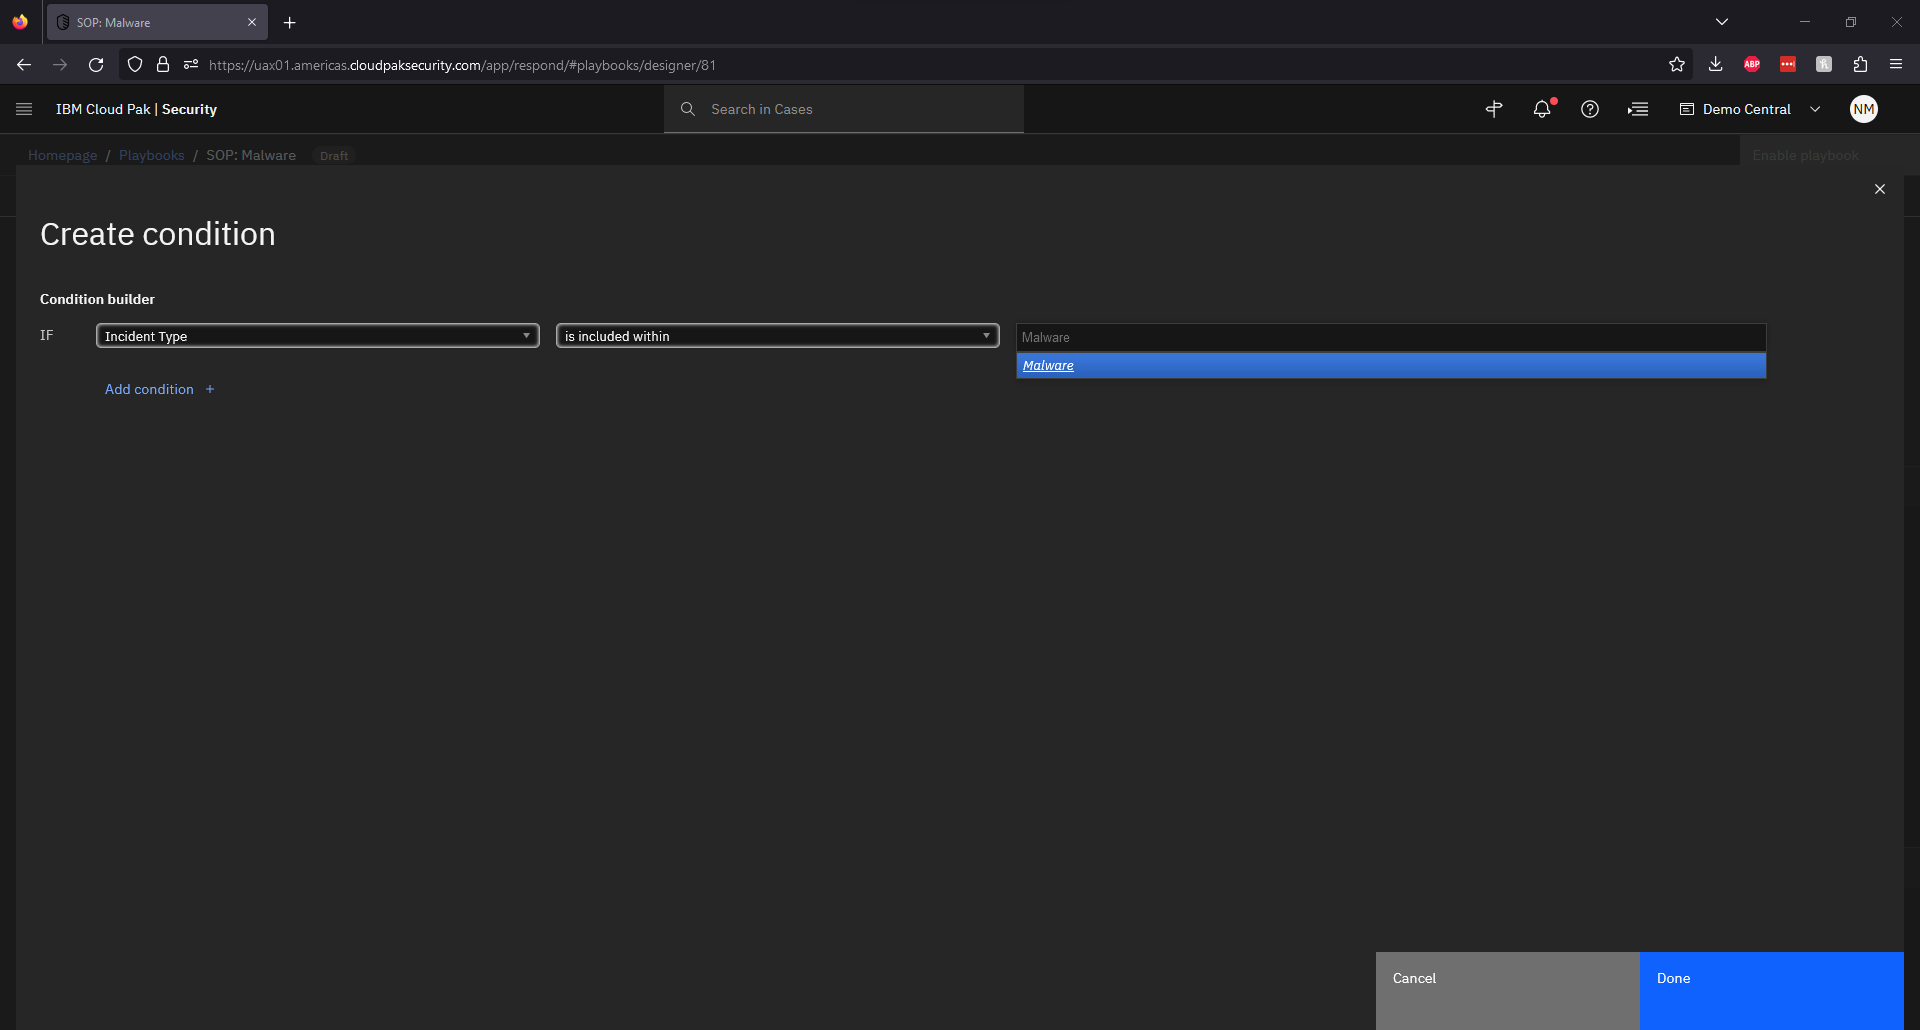 SOP: Malware
https://uax01.americas.cloudpaksecurity.com/app/respond/#playbooks/designer/81
ABP
IBM Cloud Pak | Security
Search in Cases
Demo Central
NM
Homepage / Playbooks / SOP: Malware Draft
Enable playbook
Create condition
Condition builder
IF Incident Type is included within Malware
Malware
Add condition +
Cancel
Done